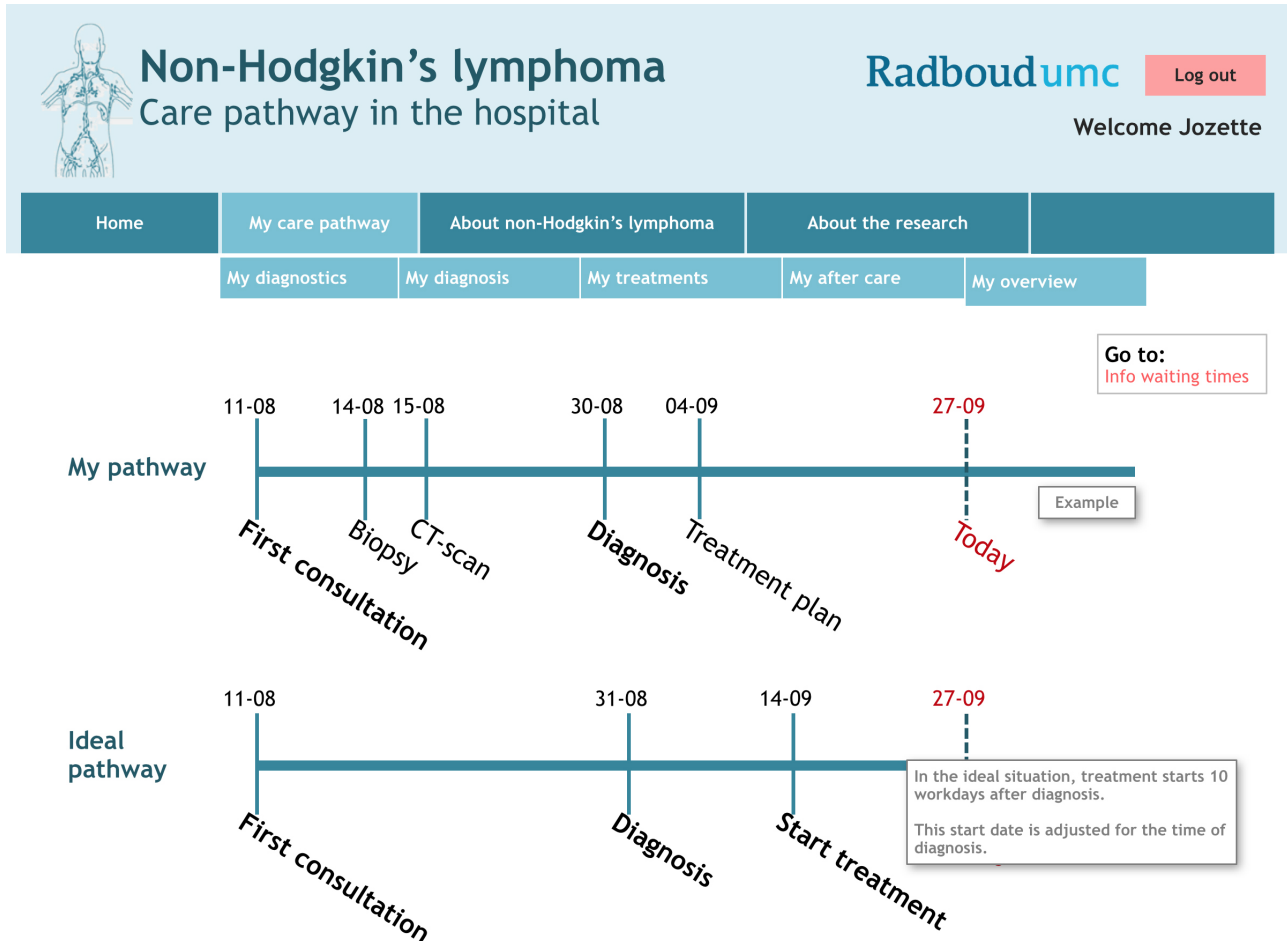 Non-Hodgkin's lymphoma
Care pathway in the hospital
Radboudumc
Log out
Welcome Jozette
Home
My care pathway
About non-Hodgkin's lymphoma
About the research
My diagnostics
My diagnosis
My treatments
My after care
My overview
Go to:
Info waiting times
11-08
14-08
15-08
30-08
04-09
27-09
My pathway
Example
First consultation
Biopsy
CT-scan
Diagnosis
Treatment plan
Today
11-08
31-08
14-09
27-09
Ideal
pathway
In the ideal situation, treatment starts 10
workdays after diagnosis.
This start date is adjusted for the time of
diagnosis.
First consultation
Diagnosis
Start treatment